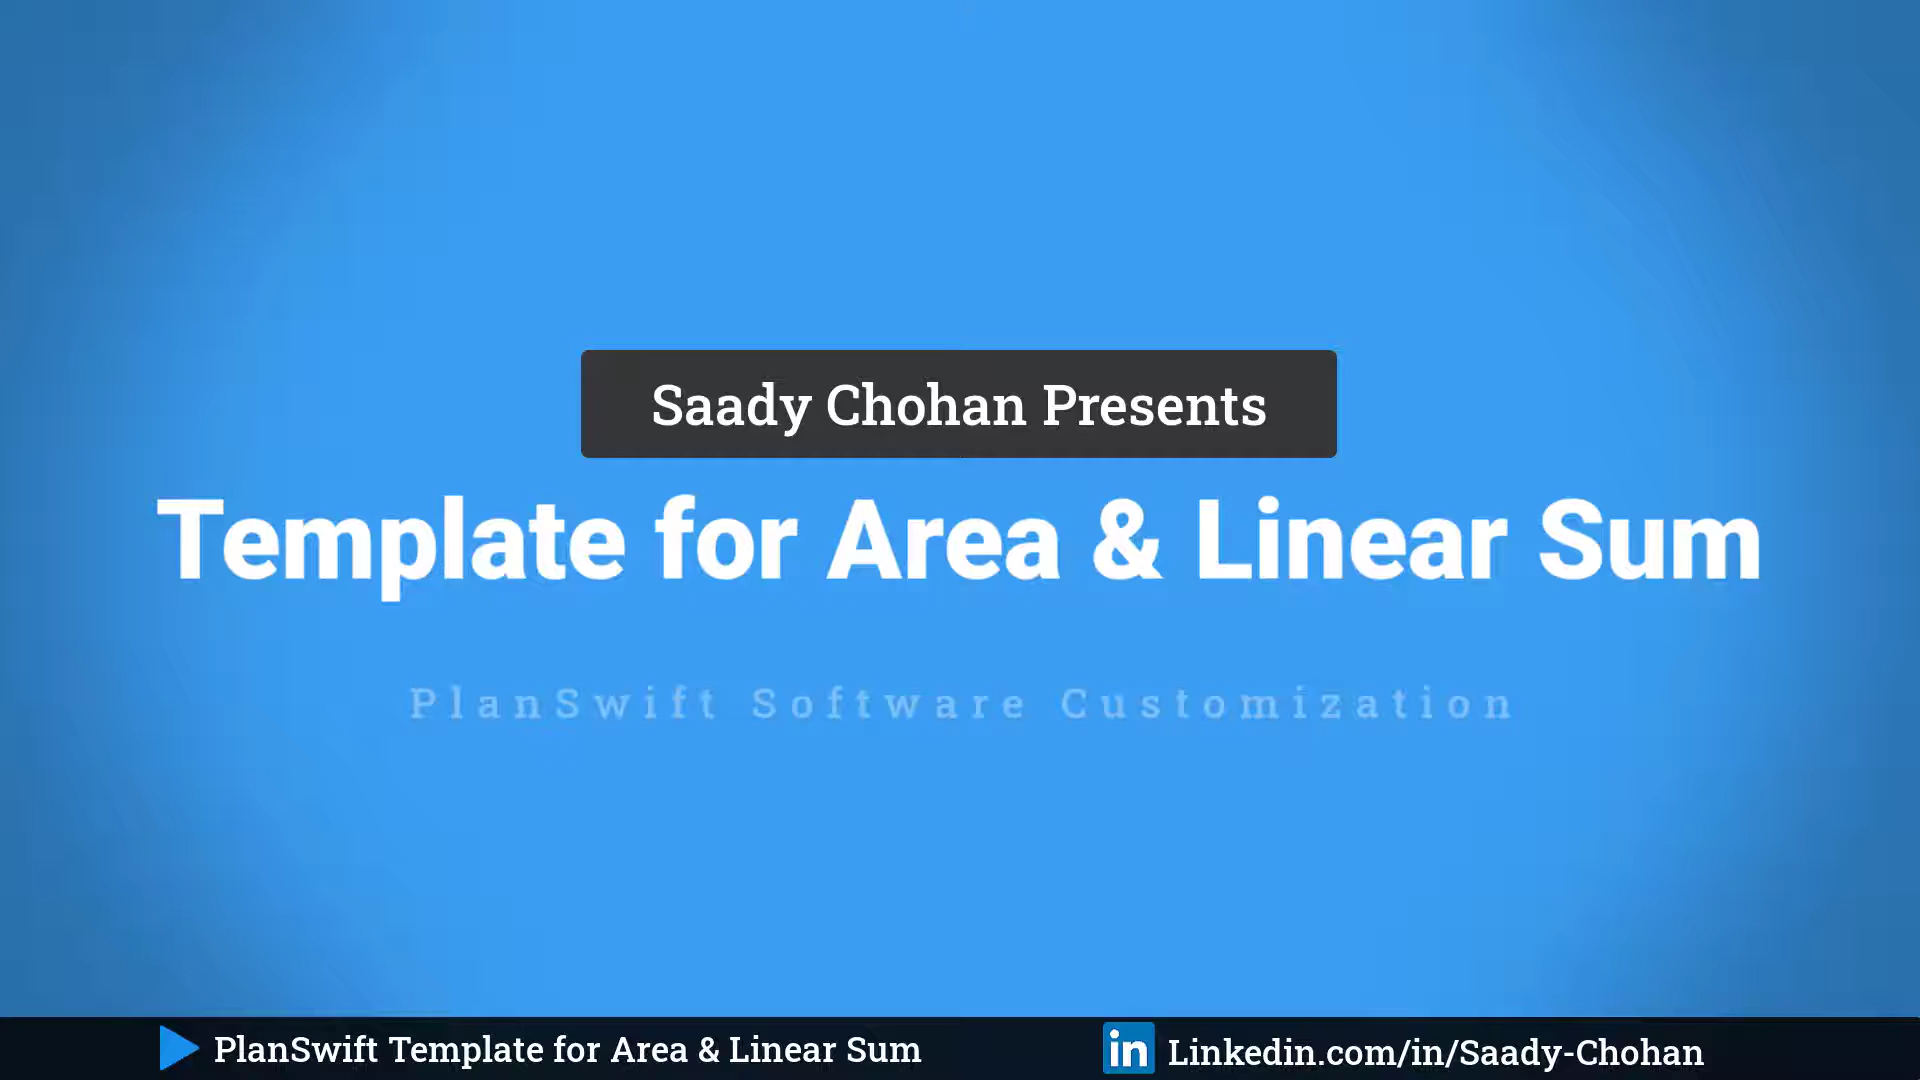 Saady Chohan Presents
Template for Area & Linear Sum
PlanSwift Software Customization
PlanSwift Template for Area & Linear Sum
in Linkedin.com/in/Saady-Chohan